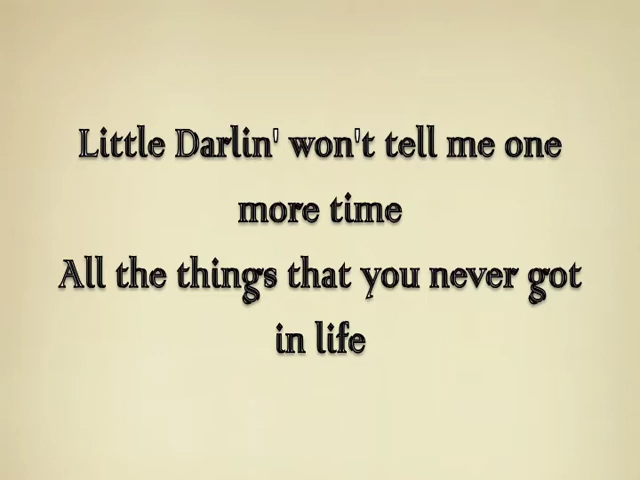 Little Darlin' won't tell me one
more time
All the things that you never got
in life